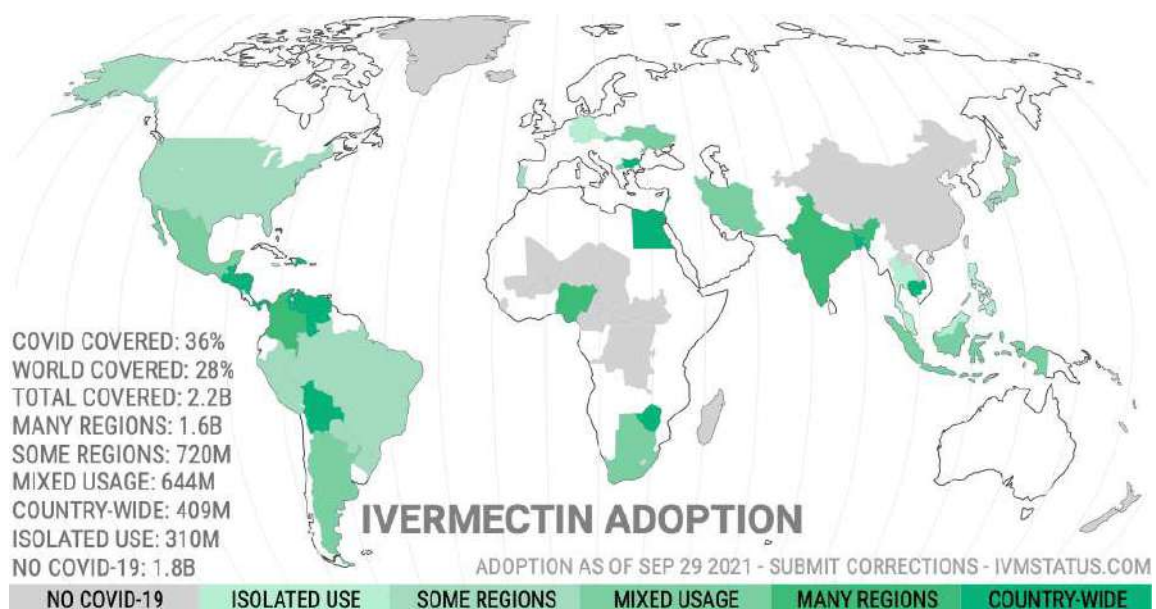 COVID COVERED: 36%
WORLD COVERED: 28%
TOTAL COVERED: 2.2B
MANY REGIONS: 1.6B
SOME REGIONS: 720M
MIXED USAGE: 644M
COUNTRY-WIDE: 409M
ISOLATED USE: 310M
NO COVID-19: 1.8B
IVERMECTIN ADOPTION
ADOPTION AS OF SEP 29 2021 - SUBMIT CORRECTIONS - IVMSTATUS.COM
NO COVID-19 ISOLATED USE SOME REGIONS MIXED USAGE MANY REGIONS COUNTRY-WIDE